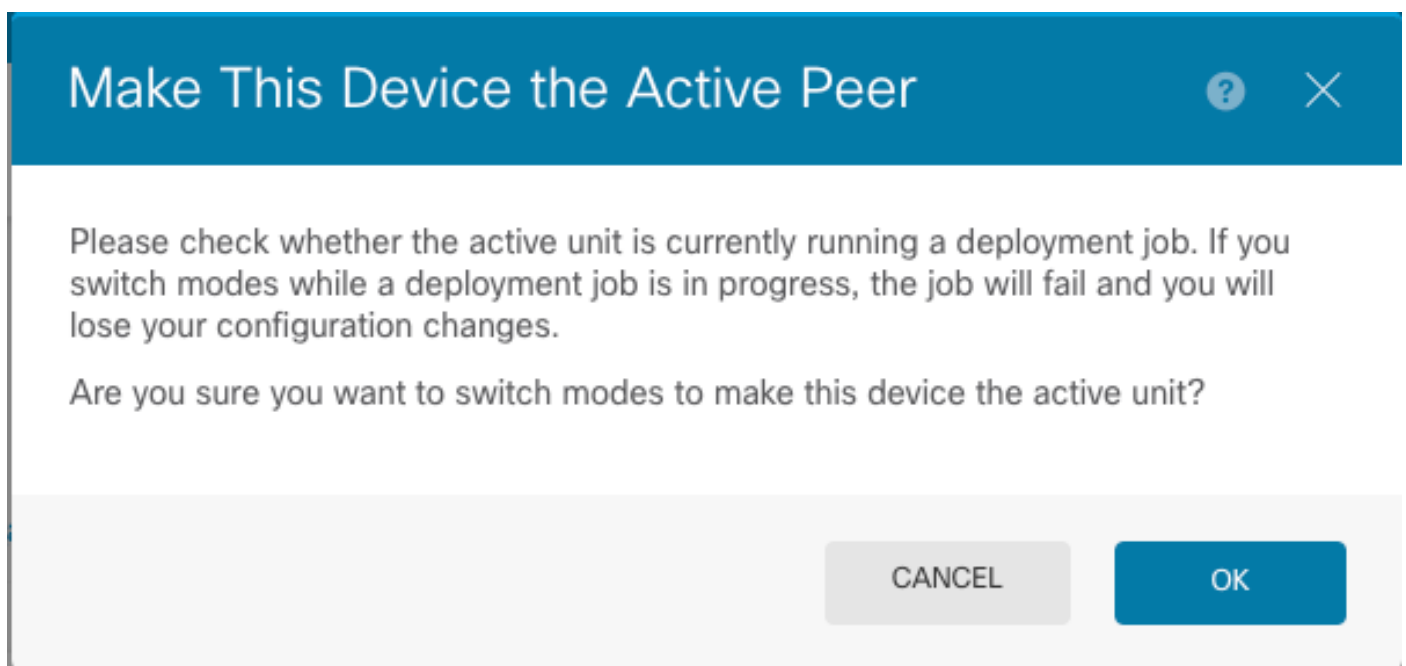 Make This Device the Active Peer
?
Please check whether the active unit is currently running a deployment job. If you
switch modes while a deployment job is in progress, the job will fail and you will
lose your configuration changes.
Are you sure you want to switch modes to make this device the active unit?
CANCEL
OK